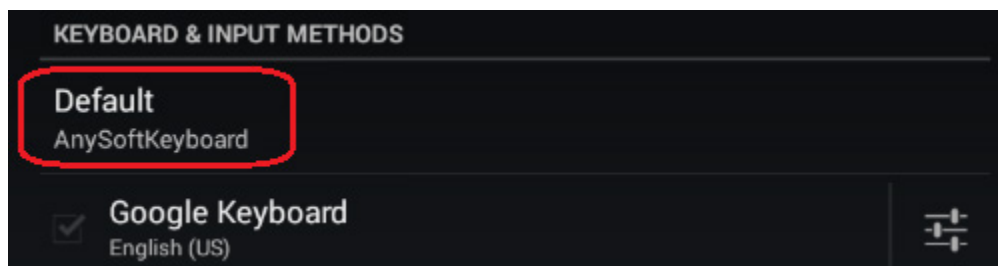 KEYBOARD & INPUT METHODS
Default
AnySoftKeyboard
Google Keyboard
English (US)